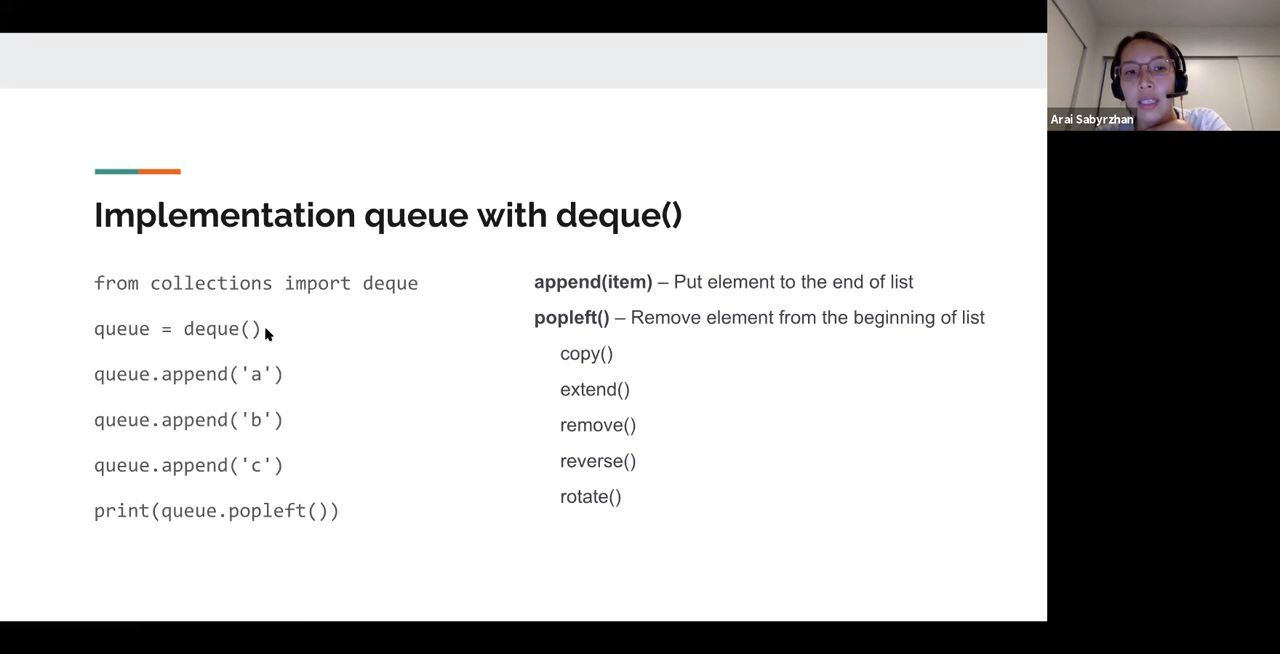 Arai Sabyrzhan
Implementation queue with deque()
from collections import deque
queue = deque()
queue.append('a')
queue.append('b')
queue.append('c')
print(queue.popleft())
append(item) – Put element to the end of list
popleft() – Remove element from the beginning of list
copy()
extend()
remove()
reverse()
rotate()